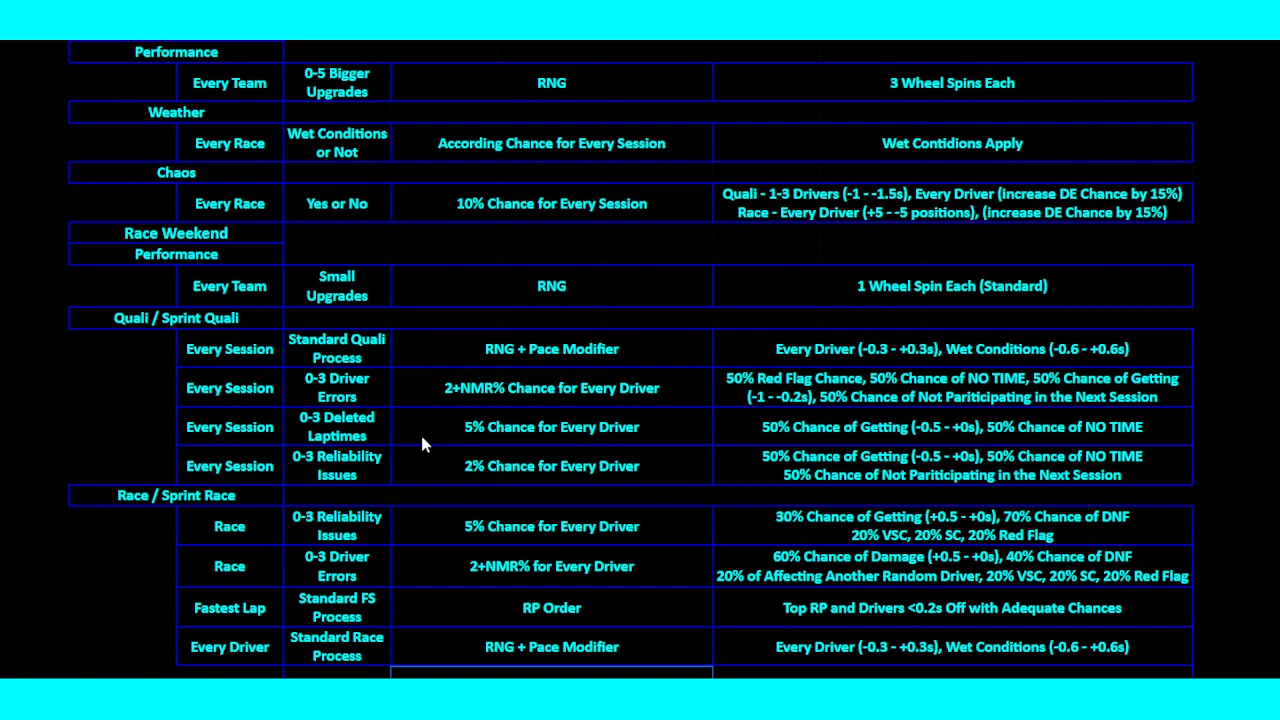 Performance
Every Team
0-5 Bigger
Upgrades
RNG
3 Wheel Spins Each
Weather
Every Race
Wet Conditions
or Not
According Chance for Every Session
Wet Contidions Apply
Chaos
Every Race
Yes or No
10% Chance for Every Session
Quali - 1-3 Drivers (-1 - -1.5s), Every Driver (increase DE Chance by 15%)
Race - Every Driver (+5 - -5 positions), (increase DE Chance by 15%)
Race Weekend
Performance
Every Team
Small
Upgrades
RNG
1 Wheel Spin Each (Standard)
Quali / Sprint Quali
Every Session
Standard Quali
Process
RNG + Pace Modifier
Every Driver (-0.3 - +0.3s), Wet Conditions (-0.6 - +0.6s)
Every Session
0-3 Driver
Errors
2+NMR% Chance for Every Driver
50% Red Flag Chance, 50% Chance of NO TIME, 50% Chance of Getting
(-1 - -0.2s), 50% Chance of Not Pariticipating in the Next Session
Every Session
0-3 Deleted
Laptimes
5% Chance for Every Driver
50% Chance of Getting (-0.5 - +0s), 50% Chance of NO TIME
Every Session
0-3 Reliability
Issues
2% Chance for Every Driver
50% Chance of Getting (-0.5 - +0s), 50% Chance of NO TIME
50% Chance of Not Pariticipating in the Next Session
Race / Sprint Race
Race
0-3 Reliability
Issues
5% Chance for Every Driver
30% Chance of Getting (+0.5 - +0s), 70% Chance of DNF
20% VSC, 20% SC, 20% Red Flag
Race
0-3 Driver
Errors
2+NMR% for Every Driver
60% Chance of Damage (+0.5 - +0s), 40% Chance of DNF
20% of Affecting Another Random Driver, 20% VSC, 20% SC, 20% Red Flag
Fastest Lap
Standard FS
Process
RP Order
Top RP and Drivers <0.2s Off with Adequate Chances
Every Driver
Standard Race
Process
RNG + Pace Modifier
Every Driver (-0.3 - +0.3s), Wet Conditions (-0.6 - +0.6s)